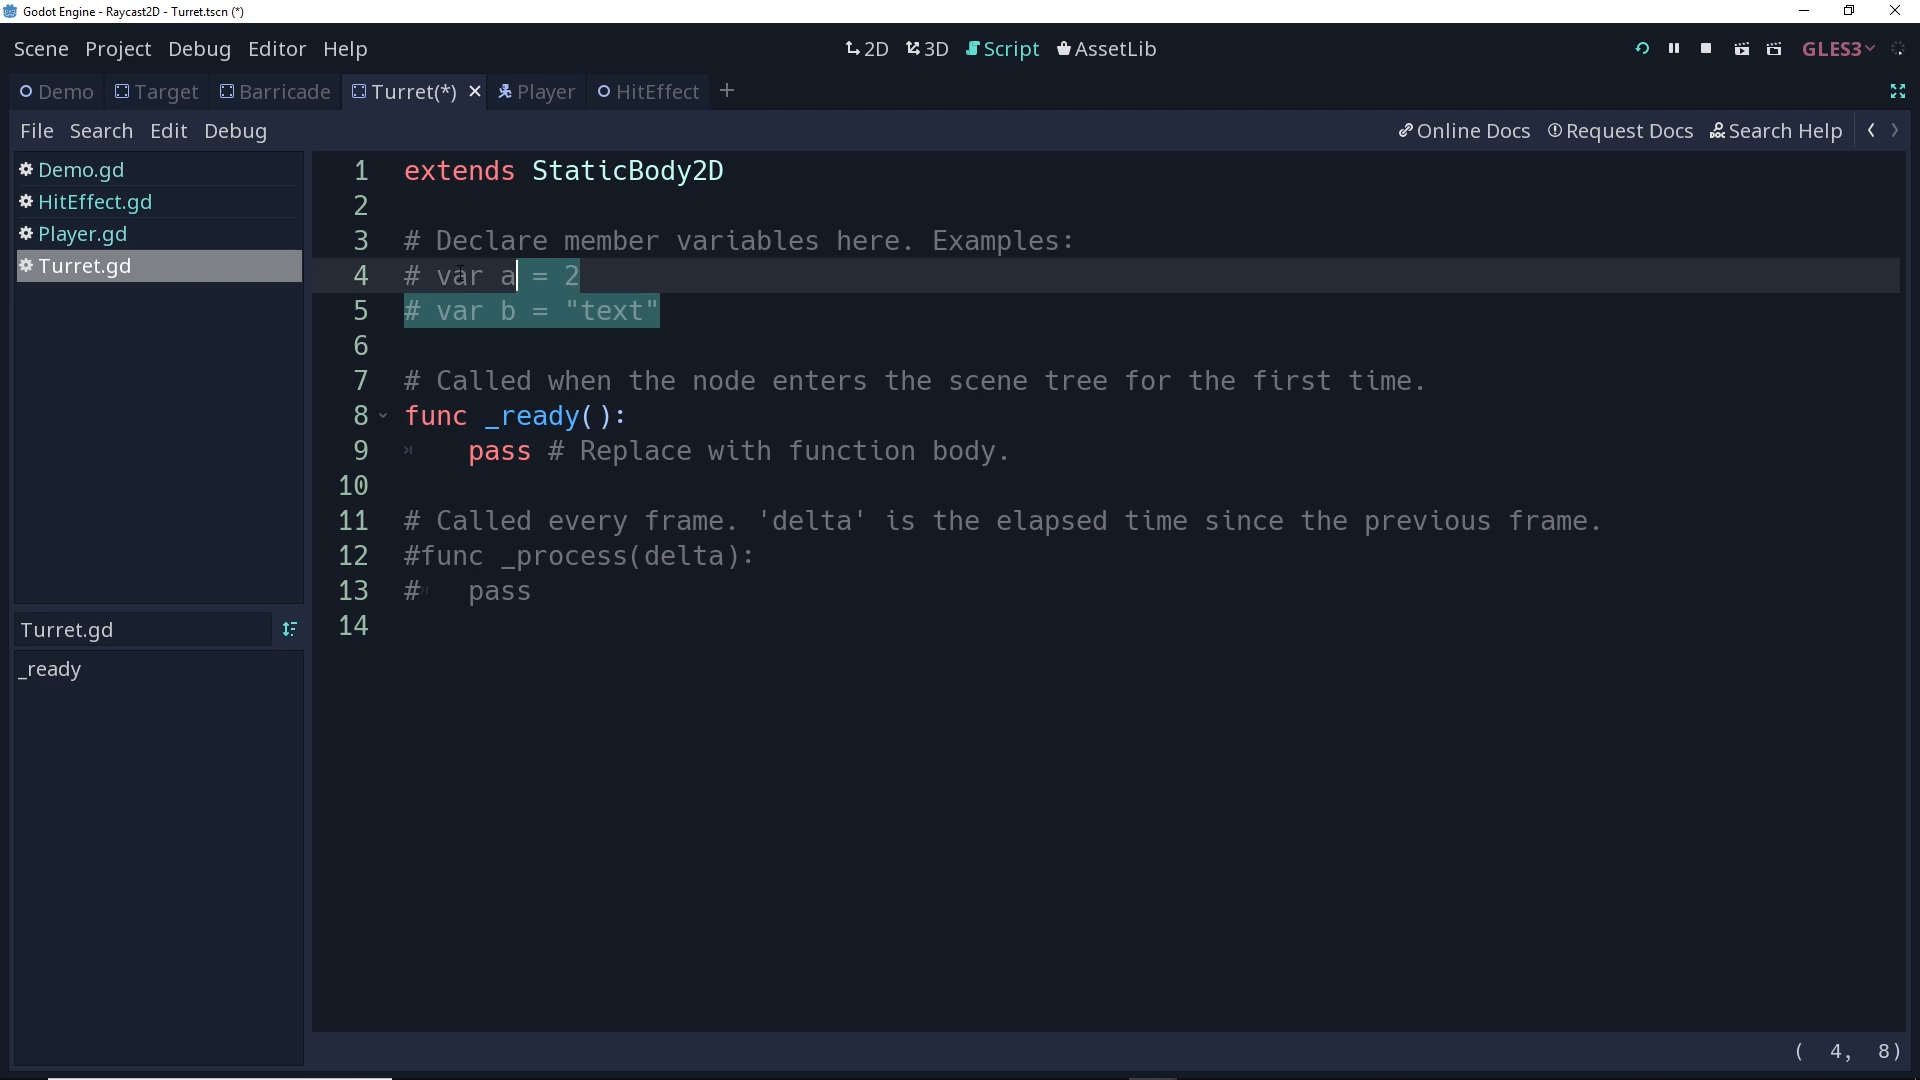 Godot Engine - Raycast2D - Turret.tscn (*)
Scene Project Debug Editor Help
2D 3D Script AssetLib
GLES3
Demo Target Barricade Turret(*) Player HitEffect
File Search Edit Debug
Online Docs Request Docs Search Help
Demo.gd
HitEffect.gd
Player.gd
Turret.gd
Turret.gd
_ready
1 extends StaticBody2D
2
3 # Declare member variables here. Examples:
4 # var a = 2
5 # var b = "text"
6
7 # Called when the node enters the scene tree for the first time.
8 func _ready():
9 pass # Replace with function body.
10
11 # Called every frame. 'delta' is the elapsed time since the previous frame.
12 #func _process(delta):
13 # pass
14
( 4, 8)